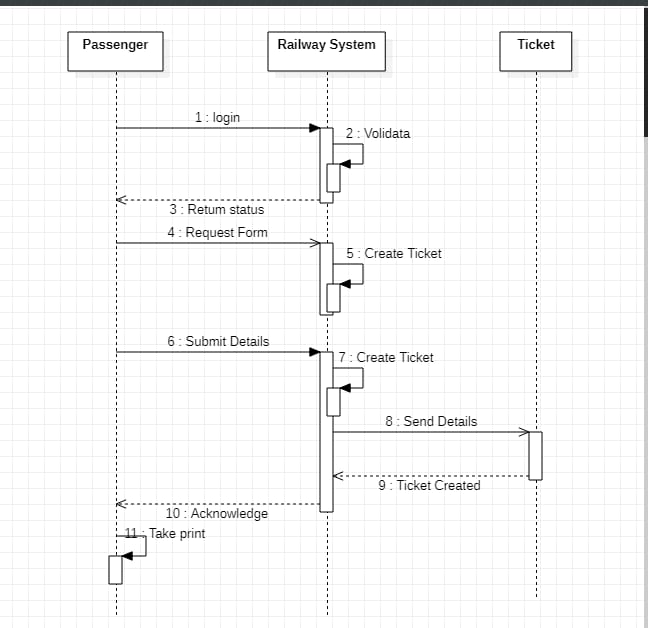 Passenger
Railway System
Ticket
1 : login
2 : Volidata
3 : Retum status
4 : Request Form
5 : Create Ticket
6 : Submit Details
7 : Create Ticket
8 : Send Details
9 : Ticket Created
10 : Acknowledge
11 : Take print